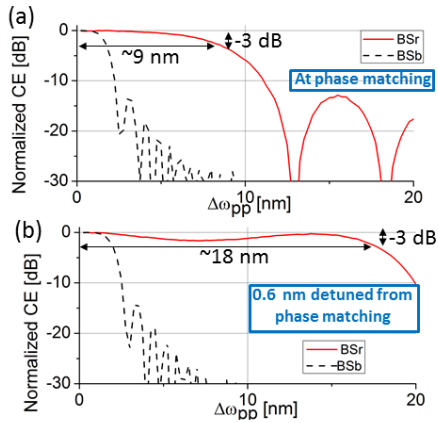 (a)
0
-10
-20
-30
Normalized CE [dB]
~9 nm
-3 dB
BSr
BSb
At phase matching
0
10
20
Δωpp [nm]
(b)
0
-10
-20
-30
Normalized CE [dB]
~18 nm
-3 dB
0.6 nm detuned from
phase matching
BSr
BSb
0
10
20
Δωpp [nm]